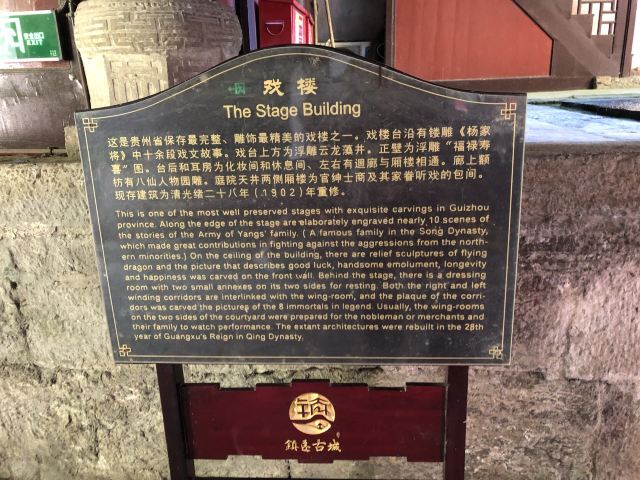 安全出口 EXIT
戏楼
The Stage Building
这是贵州省保存最完整、雕饰最精美的戏楼之一。戏楼台沿有镂雕《杨家
将》中十余段戏文故事。戏台上方为浮雕云龙藻井。正壁为浮雕“福禄寿
喜”图。台后和耳房为化妆间和休息间、左右有迴廊与厢楼相通。廊上额
枋有八仙人物园雕。庭院天井两侧厢楼为官绅士商及其家眷听戏的包间。
现存建筑为清光绪二十八年(1902)年重修。
This is one of the most well preserved stages with exquisite carvings in Guizhou
province. Along the edge of the stage are elaborately engraved nearly 10 scenes of
the stories of the Army of Yangs' family. ( A famous family in the Song Dynasty,
which made great contributions in fighting against the aggressions from the north-
ern minorities.) On the ceiling of the building, there are relief sculptures of flying
dragon and the picture that describes good luck, handsome emolument, longevity
and happiness was carved on the front wall. Behind the stage, there is a dressing
room with two small annexes on its two sides for resting. Both the right and left
winding corridors are interlinked with the wing-room, and the plaque of the corri-
dors was carved the pictures of the 8 immortals in legend. Usually, the wing-rooms
on the two sides of the courtyard were prepared for the nobleman or merchants and
their family to watch performance. The extant architectures were rebuilt in the 28th
year of Guangxu's Reign in Qing Dynasty.
鎮遠古城